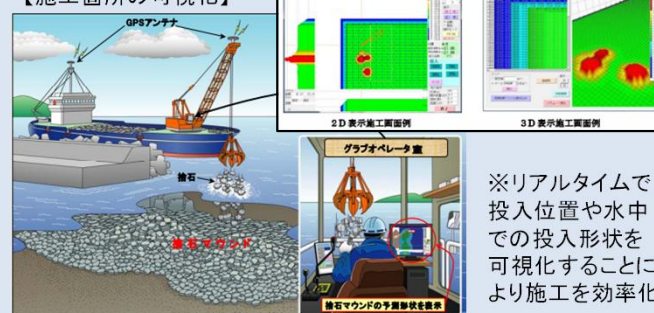 【施工箇所の可視化】
GPSアンテナ
2D 表示施工画面例
3D 表示施工画面例
グラブオペレータ室
捨石
捨石マウンド
捨石マウンドの予測形状を表示
※リアルタイムで
投入位置や水中
での投入形状を
可視化することに
より施工を効率化